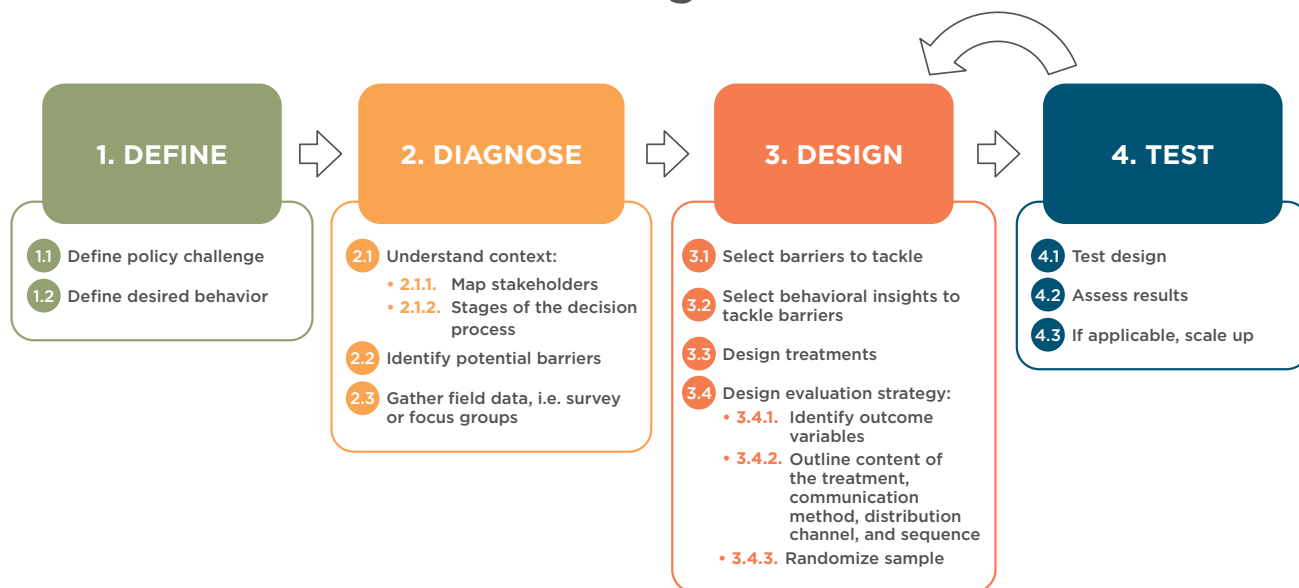 1. DEFINE
1.1 Define policy challenge
1.2 Define desired behavior
2. DIAGNOSE
2.1 Understand context:
• 2.1.1. Map stakeholders
• 2.1.2. Stages of the decision
process
2.2 Identify potential barriers
2.3 Gather field data, i.e. survey
or focus groups
3. DESIGN
3.1 Select barriers to tackle
3.2 Select behavioral insights to
tackle barriers
3.3 Design treatments
3.4 Design evaluation strategy:
• 3.4.1. Identify outcome
variables
• 3.4.2. Outline content of
the treatment,
communication
method, distribution
channel, and sequence
• 3.4.3. Randomize sample
4. TEST
4.1 Test design
4.2 Assess results
4.3 If applicable, scale up